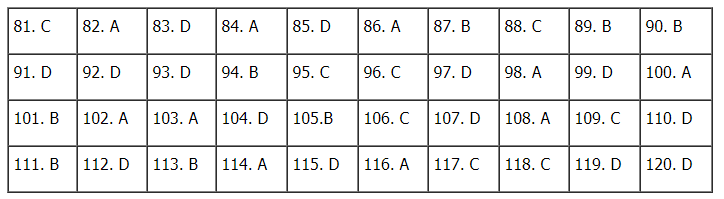 81. C 82. A 83. D 84. A 85. D 86. A 87. B 88. C 89. B 90. B
91. D 92. D 93. D 94. B 95. C 96. C 97. D 98. A 99. D 100. A
101. B 102. A 103. A 104. D 105.B 106. C 107. D 108. A 109. C 110. D
111. B 112. D 113. B 114. A 115. D 116. A 117. C 118. C 119. D 120. D